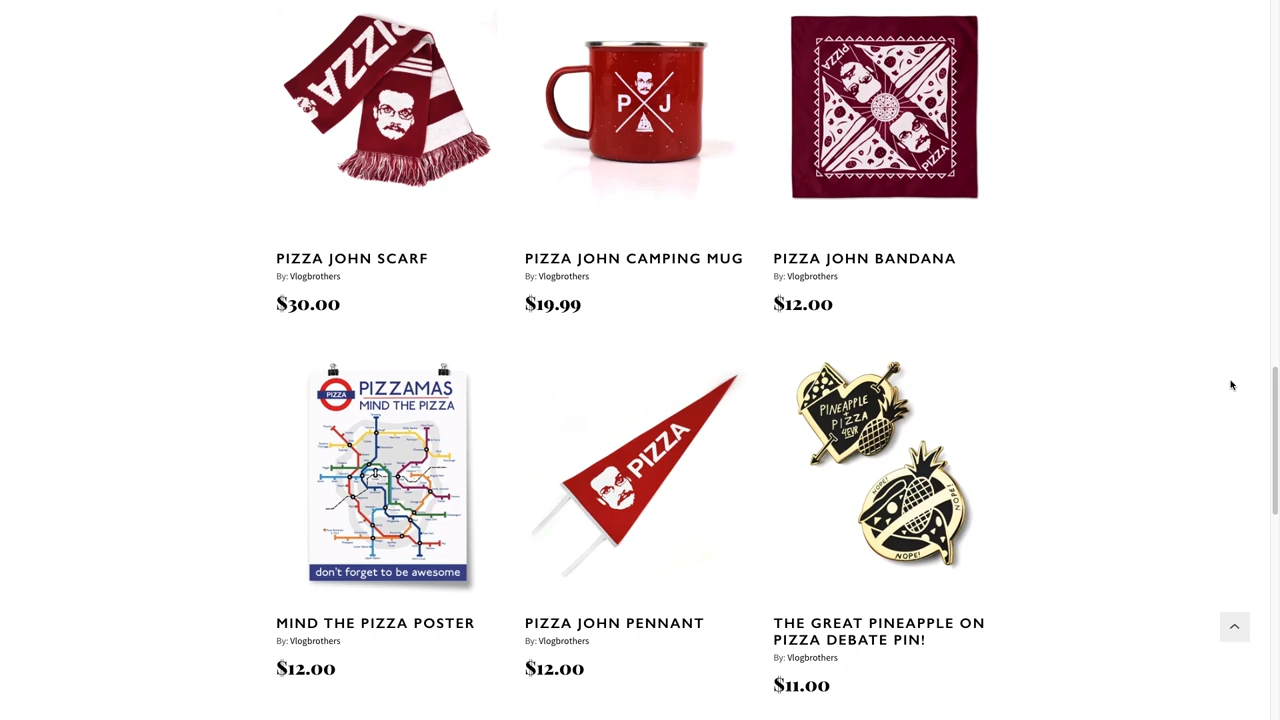 PIZZA
P J
PIZZA
PIZZA
PIZZA JOHN SCARF
By: Vlogbrothers
$30.00
PIZZA JOHN CAMPING MUG
By: Vlogbrothers
$19.99
PIZZA JOHN BANDANA
By: Vlogbrothers
$12.00
PIZZA
PIZZAMAS
MIND THE PIZZA
don't forget to be awesome
PIZZA
PINEAPPLE
+
PIZZA
4EVR
NOPE!
NOPE!
NOPE!
MIND THE PIZZA POSTER
By: Vlogbrothers
$12.00
PIZZA JOHN PENNANT
By: Vlogbrothers
$12.00
THE GREAT PINEAPPLE ON
PIZZA DEBATE PIN!
By: Vlogbrothers
$11.00